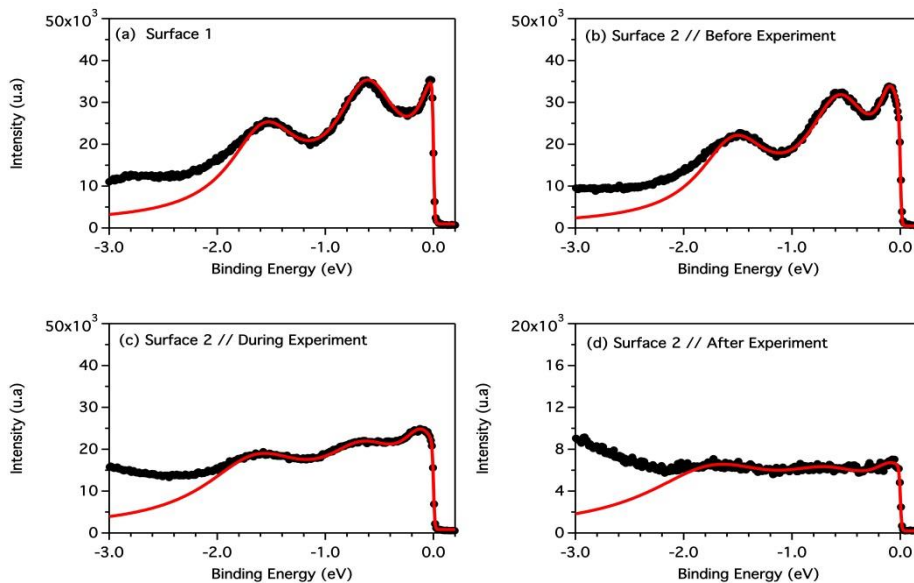 50x10³
(a) Surface 1
40
30
20
10
0
Intensity (u.a)
-3.0 -2.0 -1.0 0.0
Binding Energy (eV)
50x10³
(b) Surface 2 // Before Experiment
40
30
20
10
0
Intensity (u.a)
-3.0 -2.0 -1.0 0.0
Binding Energy (eV)
50x10³
(c) Surface 2 // During Experiment
40
30
20
10
0
Intensity (u.a)
-3.0 -2.0 -1.0 0.0
Binding Energy (eV)
20x10³
(d) Surface 2 // After Experiment
16
12
8
4
0
Intensity (u.a)
-3.0 -2.0 -1.0 0.0
Binding Energy (eV)